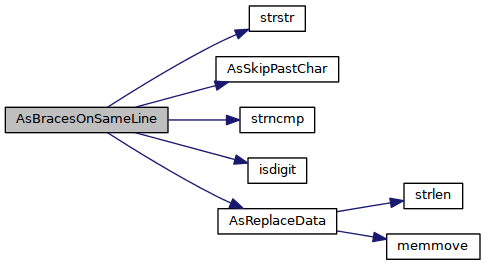 strstr
AsSkipPastChar
AsBracesOnSameLine
strncmp
isdigit
AsReplaceData
strlen
memmove